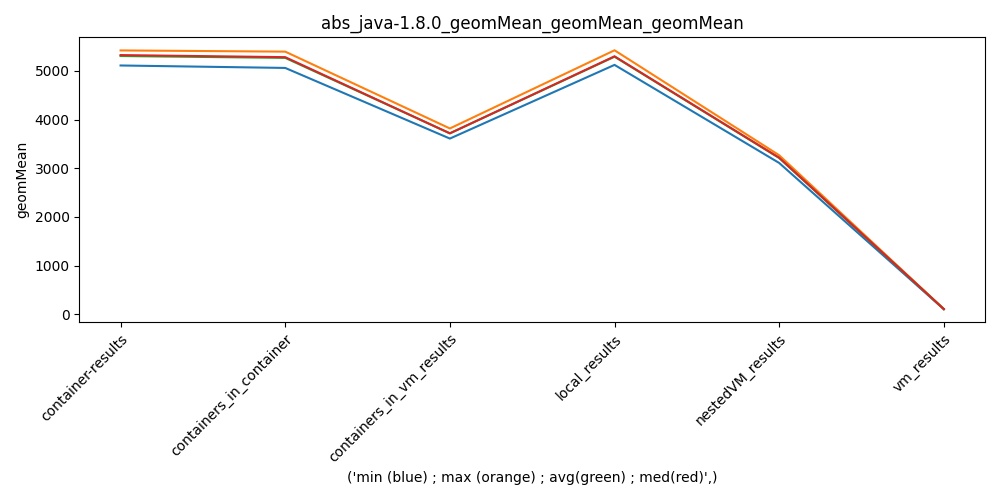 abs_java-1.8.0_geomMean_geomMean_geomMean
geomMean
5000
4000
3000
2000
1000
0
container-results
containers_in_container
containers_in_vm_results
local_results
nestedVM_results
vm_results
('min (blue) ; max (orange) ; avg(green) ; med(red)',)